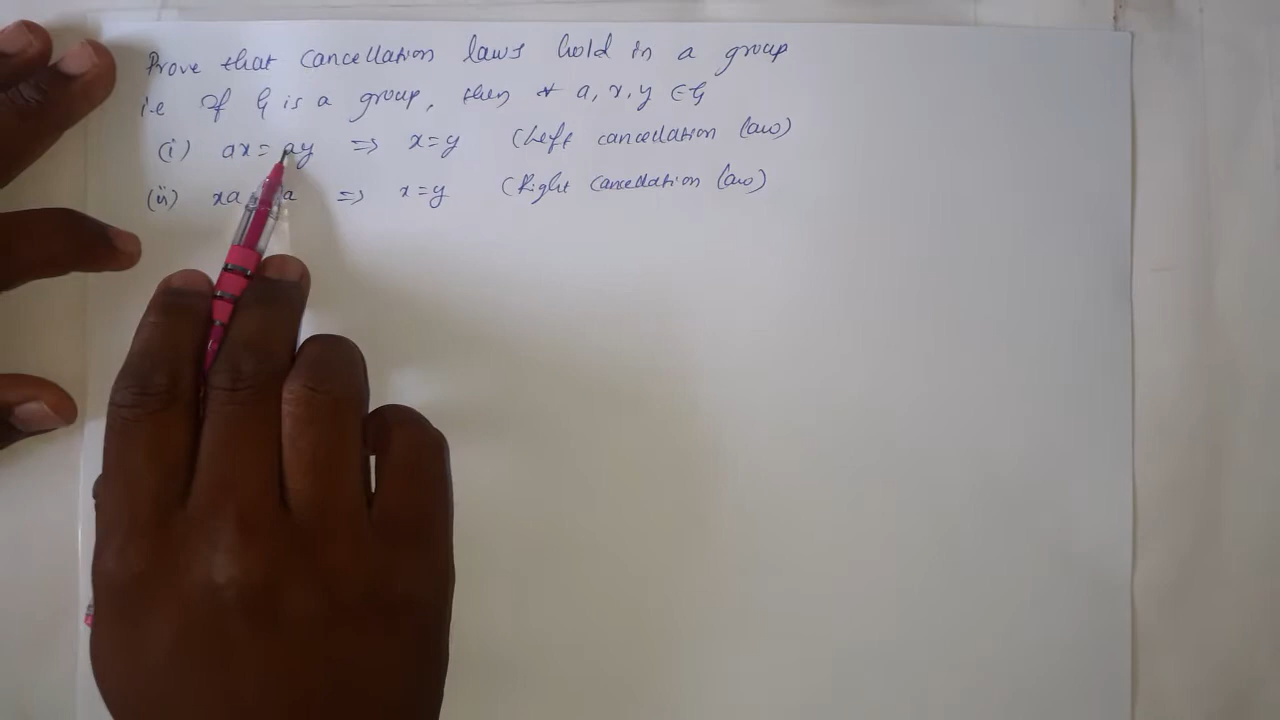 Prove that cancellation laws hold in a group
i.e If G is a group, then ∀ a, x, y ∈ G
(i) ax = ay ⇒ x = y (Left cancellation law)
(ii) xa a ⇒ x = y (Right cancellation law)